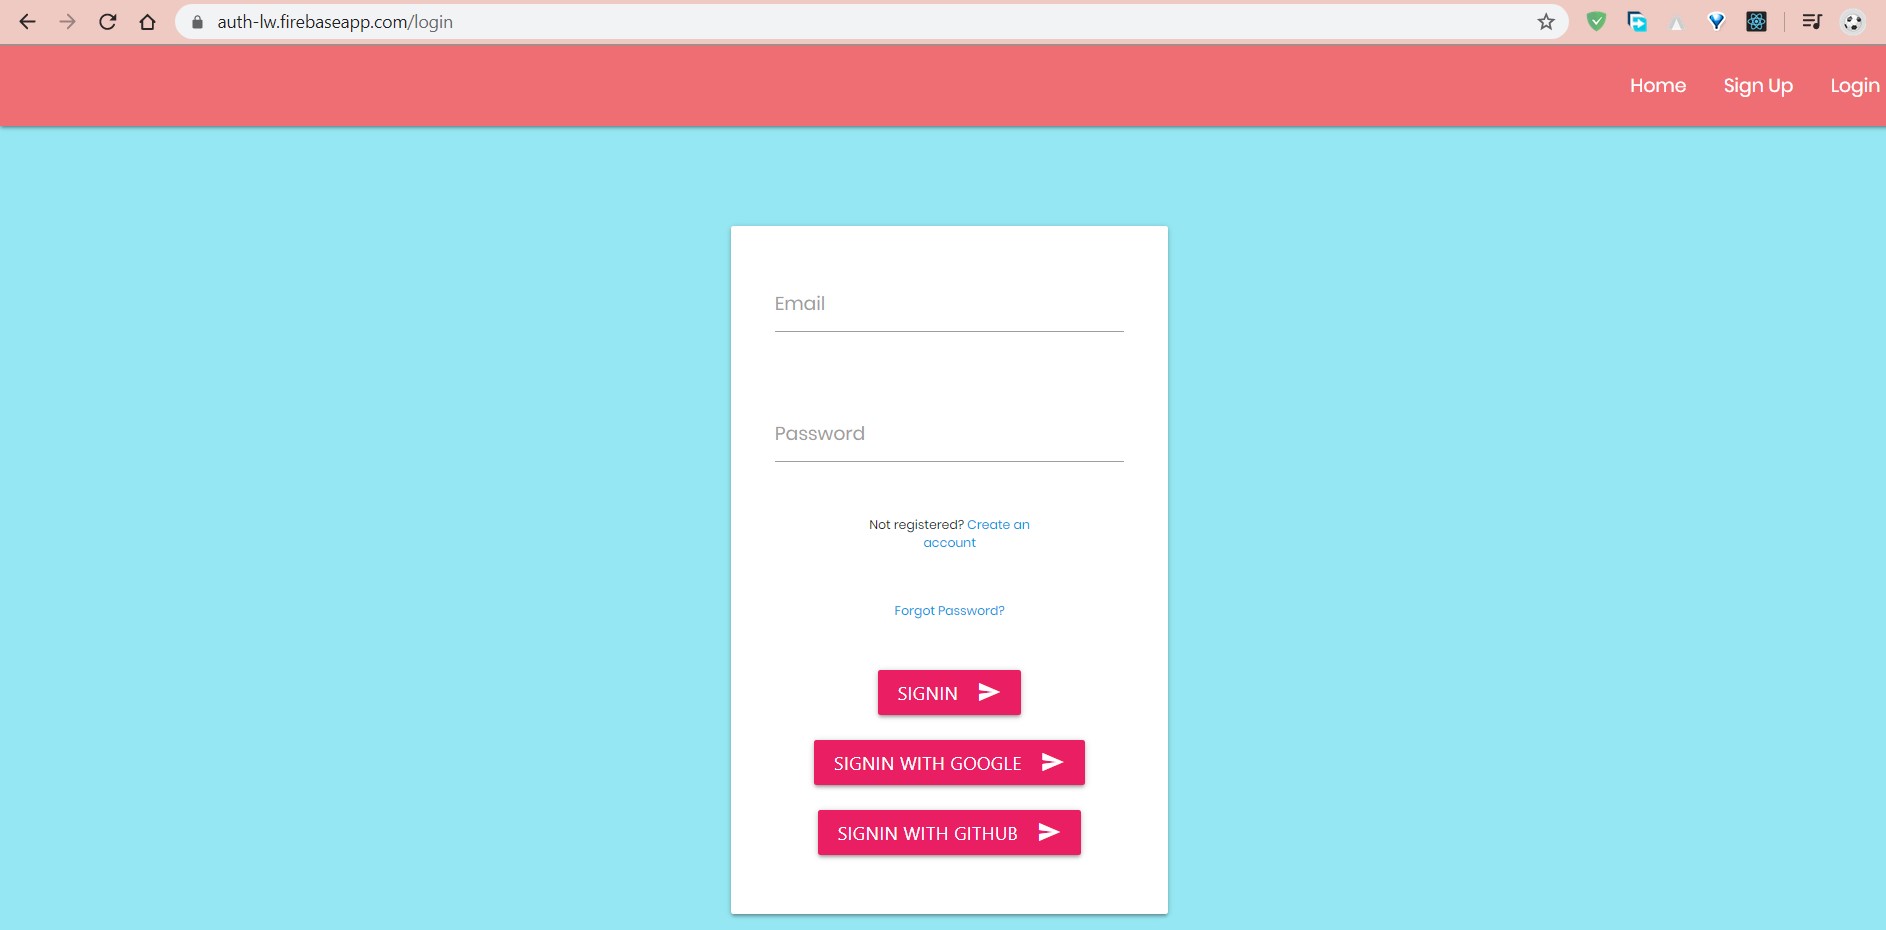 auth-lw.firebaseapp.com/login
Home Sign Up Login
Email
Password
Not registered? Create an
account
Forgot Password?
SIGNIN
SIGNIN WITH GOOGLE
SIGNIN WITH GITHUB